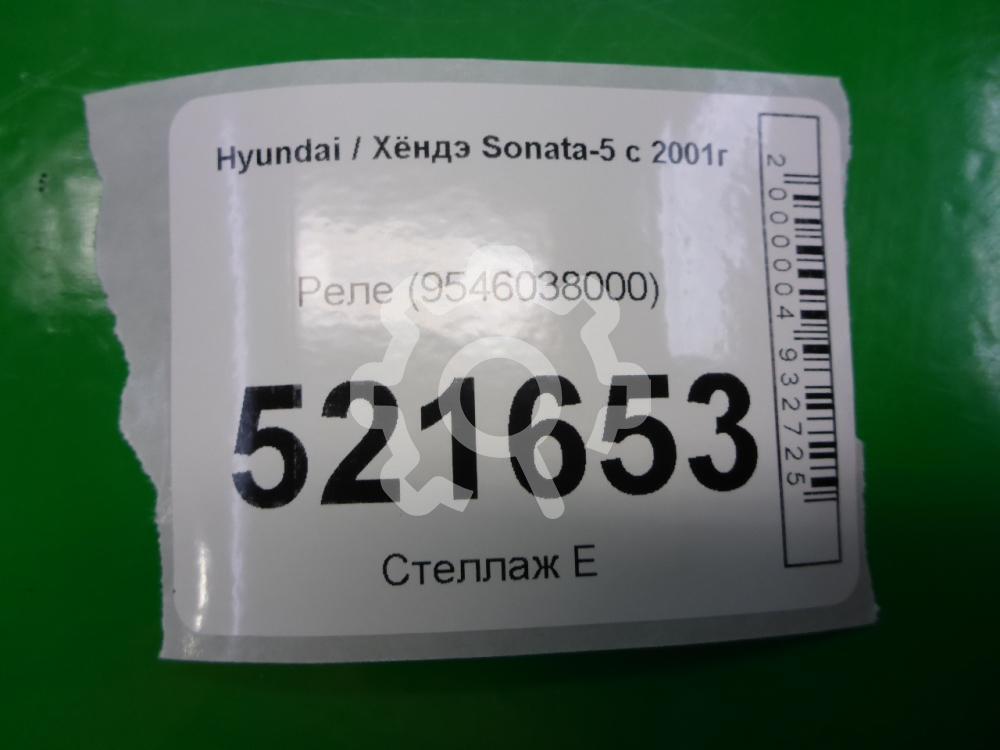 Hyundai / Хёндэ Sonata-5 с 2001г
Реле (9546038000)
521653
Стеллаж Е
2000004932725